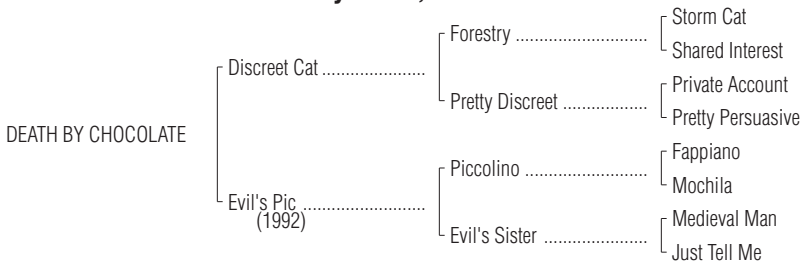 Storm Cat
Forestry ..............................
Shared Interest
Discreet Cat .......................
Private Account
Pretty Discreet ...................
Pretty Persuasive
DEATH BY CHOCOLATE
Fappiano
Piccolino ...........................
Mochila
Evil's Pic ...........................
(1992)
Medieval Man
Evil's Sister .......................
Just Tell Me